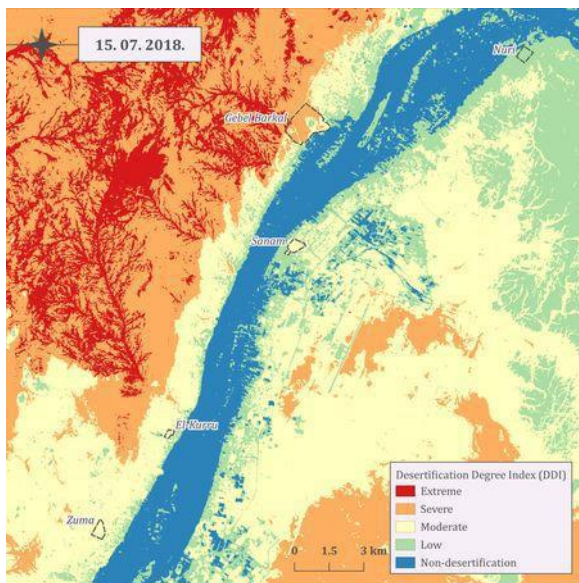 15. 07. 2018.
Nuri
Gebel Barkal
Sanam
El-Kurru
Zuma
Desertification Degree Index (DDI)
Extreme
Severe
Moderate
Low
Non-desertification
0 1.5 3 km